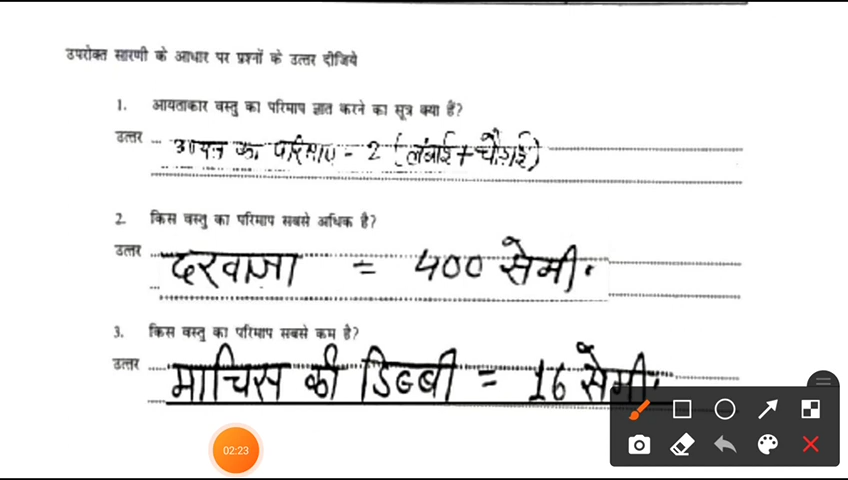 उपरोक्त सारणी के आधार पर प्रश्नों के उत्तर दीजिये
1. आयताकार वस्तु का परिमाप ज्ञात करने का सूत्र क्या है?
उत्तर आयत का परिमाप - 2 (लंबाई + चौड़ाई)
2. किस वस्तु का परिमाप सबसे अधिक है?
उत्तर दरवाजा = 400 सेमी.
3. किस वस्तु का परिमाप सबसे कम है?
उत्तर माचिस की डिब्बी = 16 सेमी.
02:23